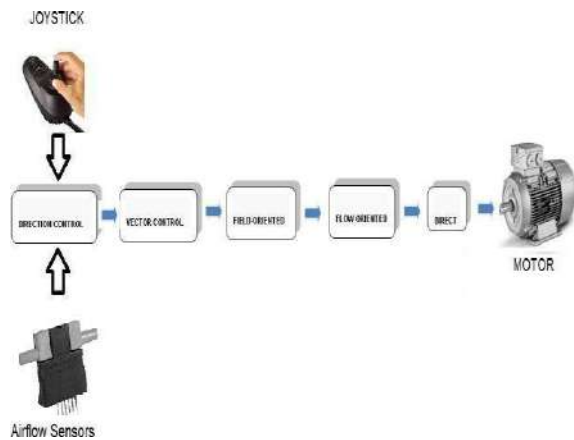 JOYSTICK
DIRECTION CONTROL
VECTOR CONTROL
FIELD-ORIENTED
FLOW-ORIENTED
DIRECT
MOTOR
Airflow Sensors